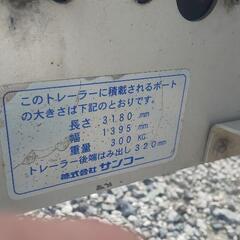 このトレーラーに積載されるボート
の大きさは下記のとおりです。
長さ 3180 mm
幅 1395 mm
重量 300 KG
トレーラー後端はみ出し 320 mm
株式会社 サンコー